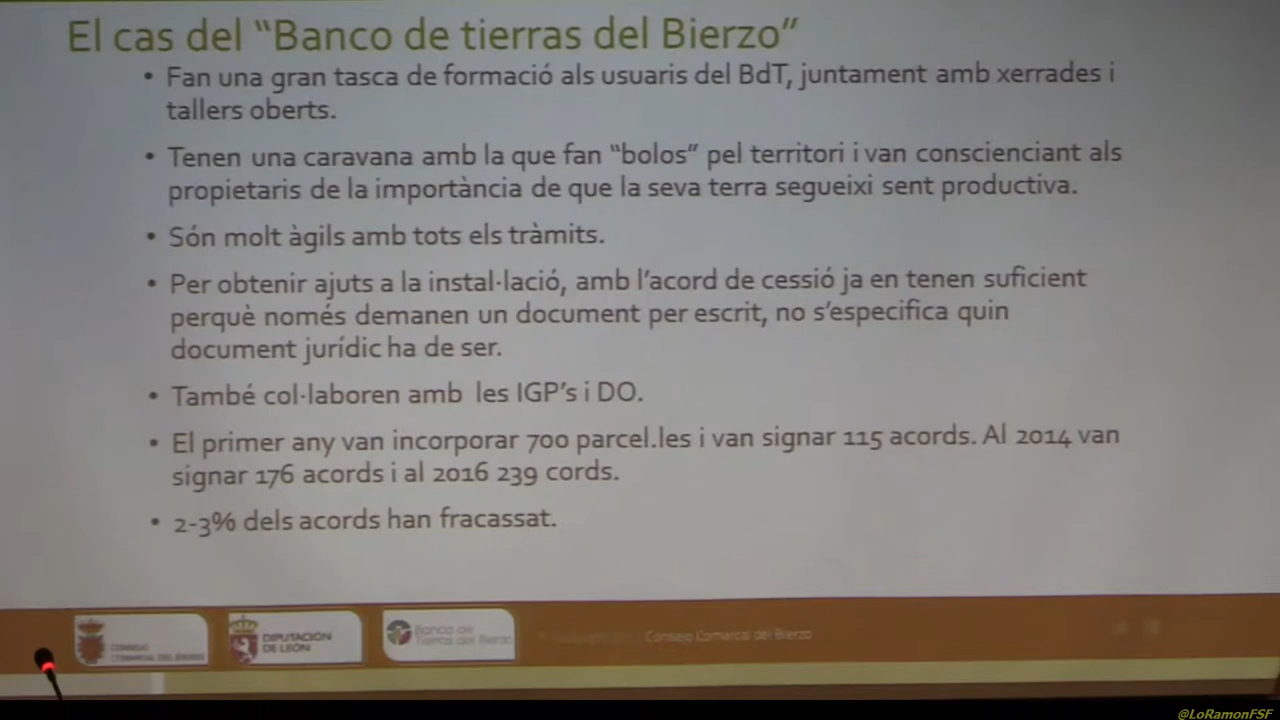 El cas del “Banco de tierras del Bierzo”
• Fan una gran tasca de formació als usuaris del BdT, juntament amb xerrades i
tallers oberts.
• Tenen una caravana amb la que fan “bolos” pel territori i van conscienciant als
propietaris de la importància de que la seva terra segueixi sent productiva.
• Són molt àgils amb tots els tràmits.
• Per obtenir ajuts a la instal·lació, amb l’acord de cessió ja en tenen suficient
perquè només demanen un document per escrit, no s’especifica quin
document jurídic ha de ser.
• També col·laboren amb les IGP’s i DO.
• El primer any van incorporar 700 parcel.les i van signar 115 acords. Al 2014 van
signar 176 acords i al 2016 239 cords.
• 2-3% dels acords han fracassat.
CONSEJO
COMARCAL DEL BIERZO
DIPUTACIÓN
DE LEÓN
Banco de
Tierras del Bierzo
Consejo Comarcal del Bierzo
@LoRamonFSF